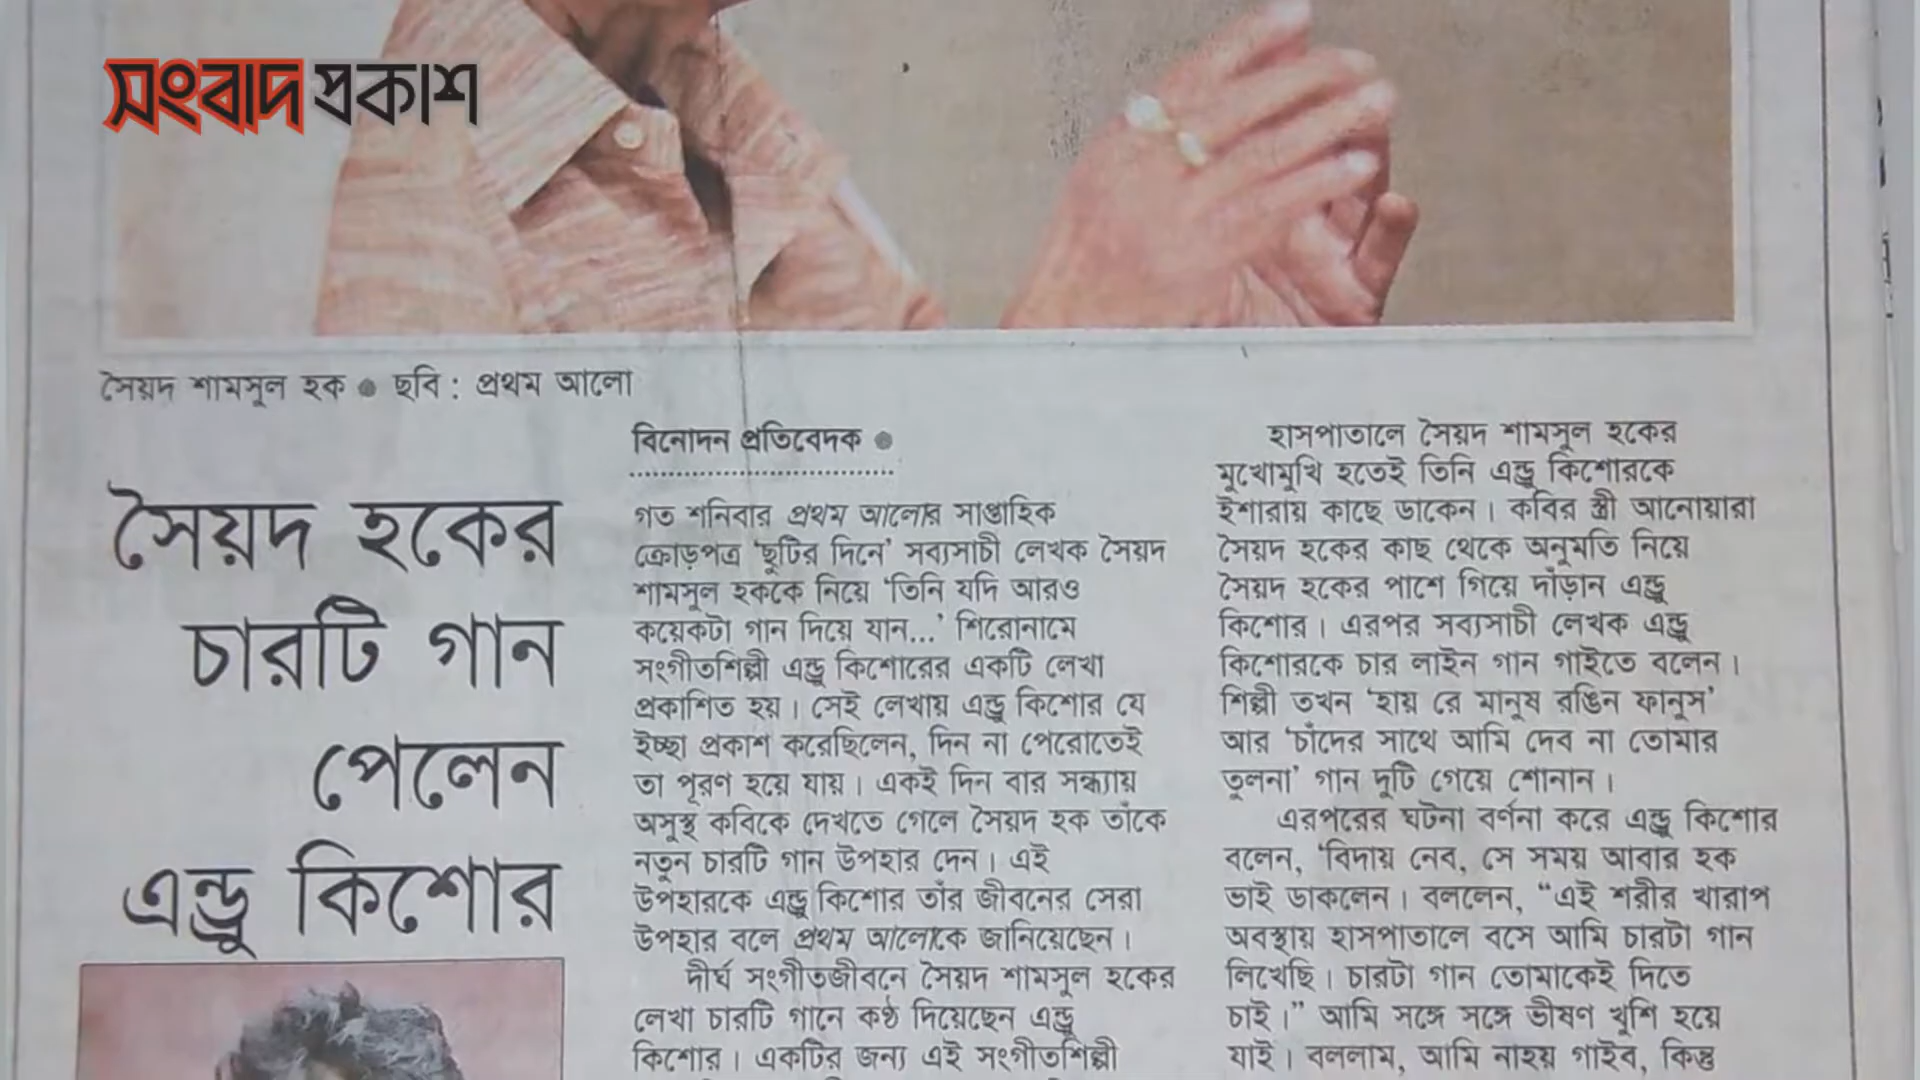 সংবাদ প্রকাশ
সৈয়দ শামসুল হক ● ছবি : প্রথম আলো
সৈয়দ হকের
চারটি গান
পেলেন
এন্ড্রু কিশোর
বিনোদন প্রতিবেদক ●
গত শনিবার প্রথম আলোর সাপ্তাহিক
ক্রোড়পত্র ‘ছুটির দিনে’ সব্যসাচী লেখক সৈয়দ
শামসুল হককে নিয়ে ‘তিনি যদি আরও
কয়েকটা গান দিয়ে যান...’ শিরোনামে
সংগীতশিল্পী এন্ড্রু কিশোরের একটি লেখা
প্রকাশিত হয়। সেই লেখায় এন্ড্রু কিশোর যে
ইচ্ছা প্রকাশ করেছিলেন, দিন না পেরোতেই
তা পূরণ হয়ে যায়। একই দিন বার সন্ধ্যায়
অসুস্থ কবিকে দেখতে গেলে সৈয়দ হক তাঁকে
নতুন চারটি গান উপহার দেন। এই
উপহারকে এন্ড্রু কিশোর তাঁর জীবনের সেরা
উপহার বলে প্রথম আলোকে জানিয়েছেন।
দীর্ঘ সংগীতজীবনে সৈয়দ শামসুল হকের
লেখা চারটি গানে কণ্ঠ দিয়েছেন এন্ড্রু
কিশোর। একটির জন্য এই সংগীতশিল্পী
হাসপাতালে সৈয়দ শামসুল হকের
মুখোমুখি হতেই তিনি এন্ড্রু কিশোরকে
ইশারায় কাছে ডাকেন। কবির স্ত্রী আনোয়ারা
সৈয়দ হকের কাছ থেকে অনুমতি নিয়ে
সৈয়দ হকের পাশে গিয়ে দাঁড়ান এন্ড্রু
কিশোর। এরপর সব্যসাচী লেখক এন্ড্রু
কিশোরকে চার লাইন গান গাইতে বলেন।
শিল্পী তখন ‘হায় রে মানুষ রঙিন ফানুস’
আর ‘চাঁদের সাথে আমি দেব না তোমার
তুলনা’ গান দুটি গেয়ে শোনান।
এরপরের ঘটনা বর্ণনা করে এন্ড্রু কিশোর
বলেন, ‘বিদায় নেব, সে সময় আবার হক
ভাই ডাকলেন। বললেন, “এই শরীর খারাপ
অবস্থায় হাসপাতালে বসে আমি চারটা গান
লিখেছি। চারটা গান তোমাকেই দিতে
চাই।” আমি সঙ্গে সঙ্গে ভীষণ খুশি হয়ে
যাই। বললাম, আমি নাহয় গাইব, কিন্তু